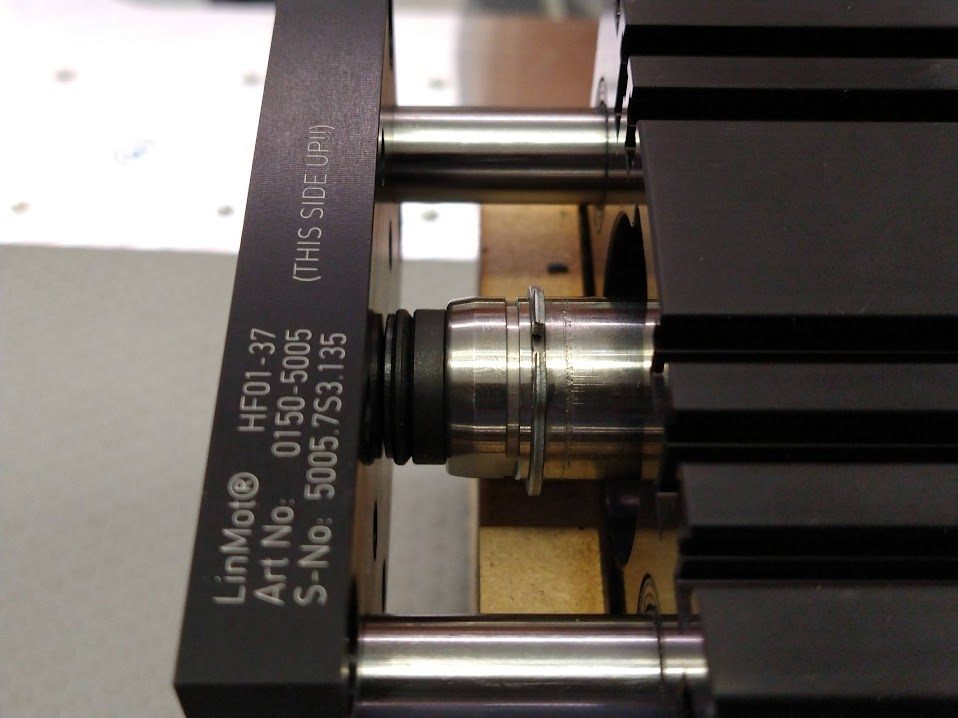 LinMot® HF01-37 (THIS SIDE UP!!)
Art No: 0150-5005
S-No: 5005.7S3.135